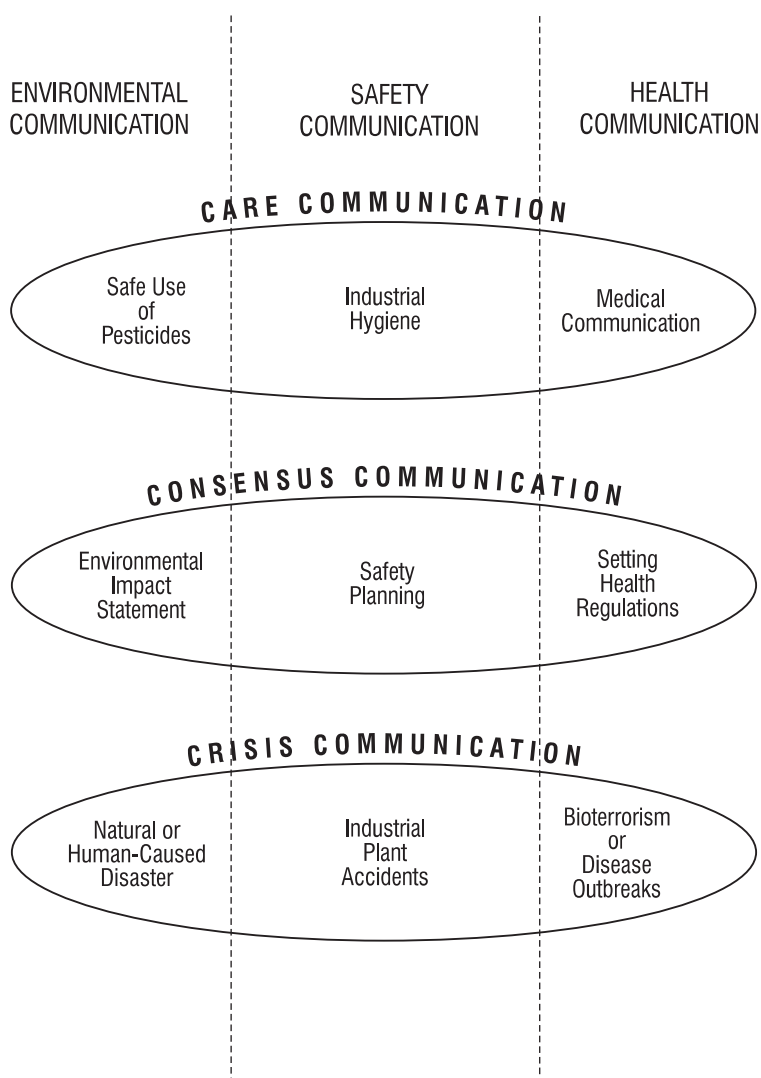 ENVIRONMENTAL
COMMUNICATION
SAFETY
COMMUNICATION
HEALTH
COMMUNICATION
CARE COMMUNICATION
Safe Use
of
Pesticides
Industrial
Hygiene
Medical
Communication
CONSENSUS COMMUNICATION
Environmental
Impact
Statement
Safety
Planning
Setting
Health
Regulations
CRISIS COMMUNICATION
Natural or
Human-Caused
Disaster
Industrial
Plant
Accidents
Bioterrorism
or
Disease
Outbreaks